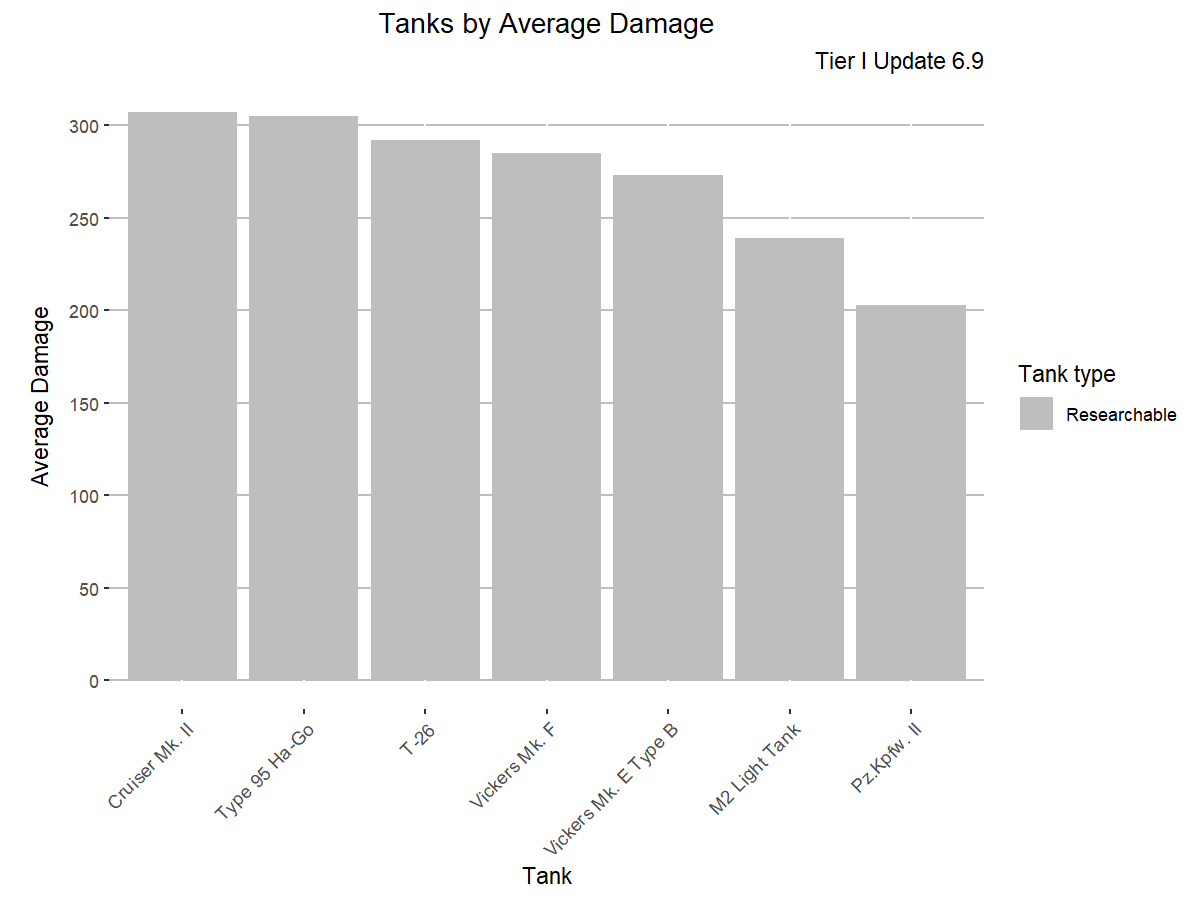 Tanks by Average Damage
Tier I Update 6.9
Average Damage
300
250
200
150
100
50
0
Cruiser Mk. II
Type 95 Ha-Go
T-26
Vickers Mk. F
Vickers Mk. E Type B
M2 Light Tank
Pz.Kpfw. II
Tank
Tank type
Researchable